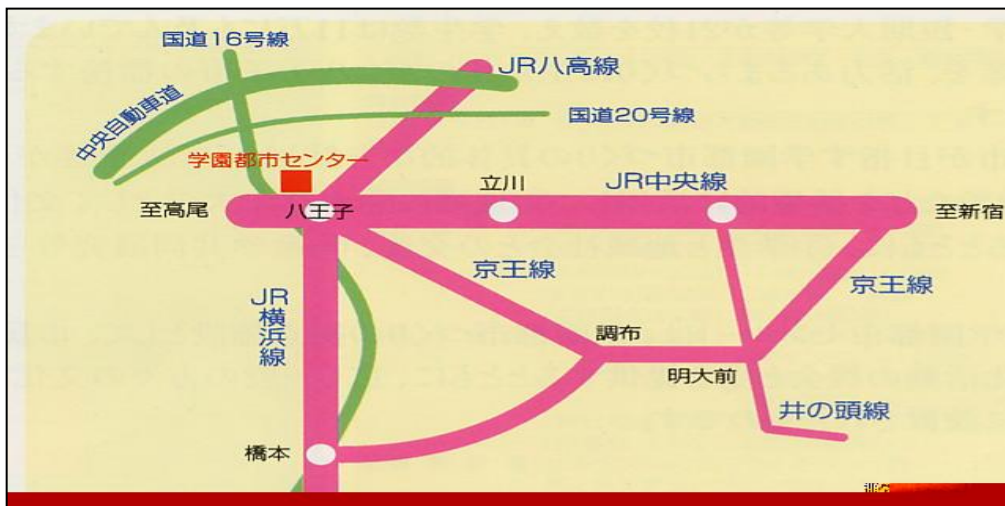 国道16号線
JR八高線
中央自動車道
国道20号線
学園都市センター
立川
JR中央線
至高尾
八王子
至新宿
京王線
京王線
JR横浜線
調布
明大前
井の頭線
橋本